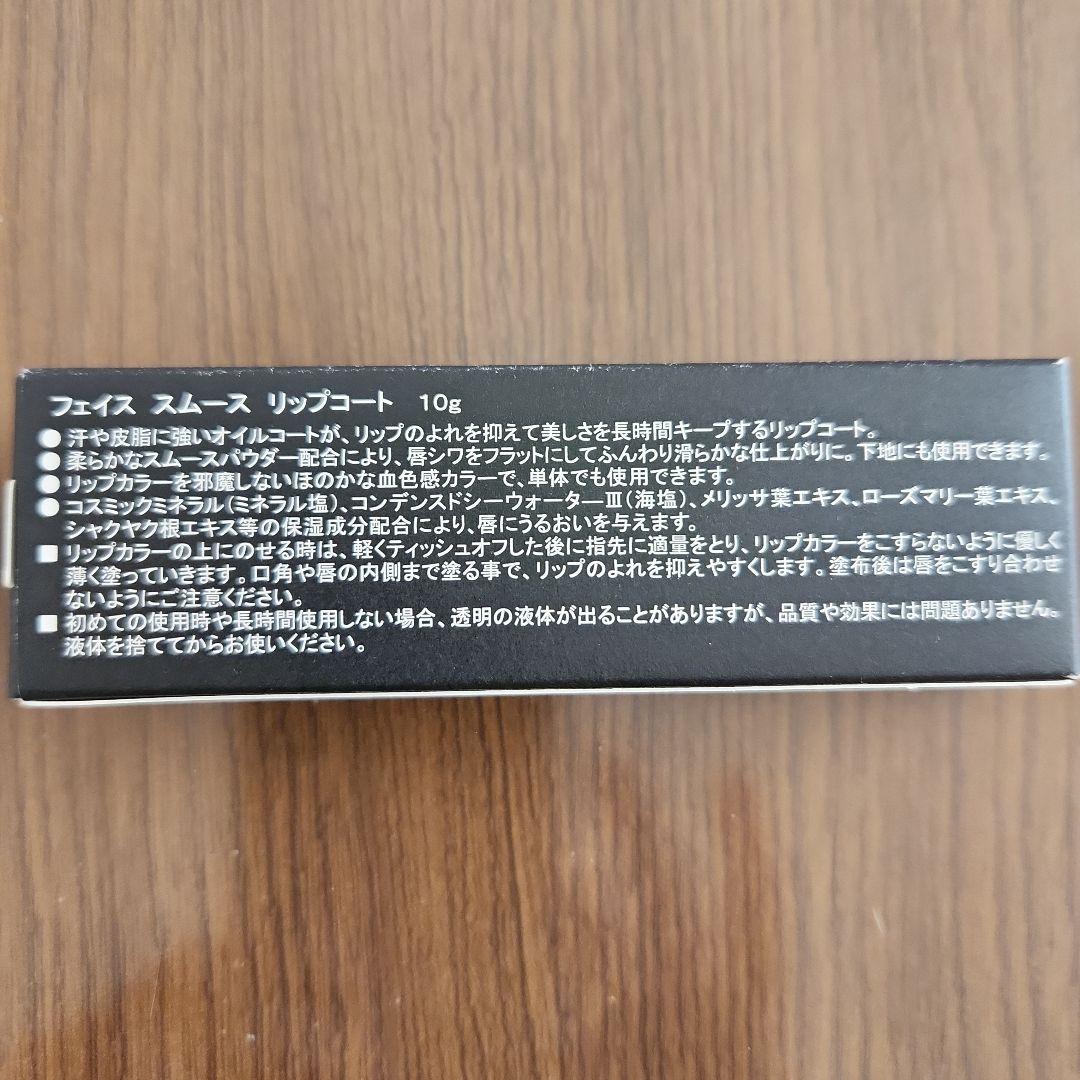 フェイス スムース リップコート 10g
● 汗や皮脂に強いオイルコートが、リップのよれを抑えて美しさを長時間キープするリップコート。
● 柔らかなスムースパウダー配合により、唇シワをフラットにしてふんわり滑らかな仕上がりに。下地にも使用できます。
● リップカラーを邪魔しないほのかな血色感カラーで、単体でも使用できます。
● コスミックミネラル(ミネラル塩)、コンデンスドシーウォーターⅢ(海塩)、メリッサ葉エキス、ローズマリー葉エキス、
シャクヤク根エキス等の保湿成分配合により、唇にうるおいを与えます。
■ リップカラーの上にのせる時は、軽くティッシュオフした後に指先に適量をとり、リップカラーをこすらないように優しく
薄く塗っていきます。口角や唇の内側まで塗る事で、リップのよれを抑えやすくします。塗布後は唇をこすり合わせ
ないようにご注意ください。
■ 初めての使用時や長時間使用しない場合、透明の液体が出ることがありますが、品質や効果には問題ありません。
液体を捨ててからお使いください。